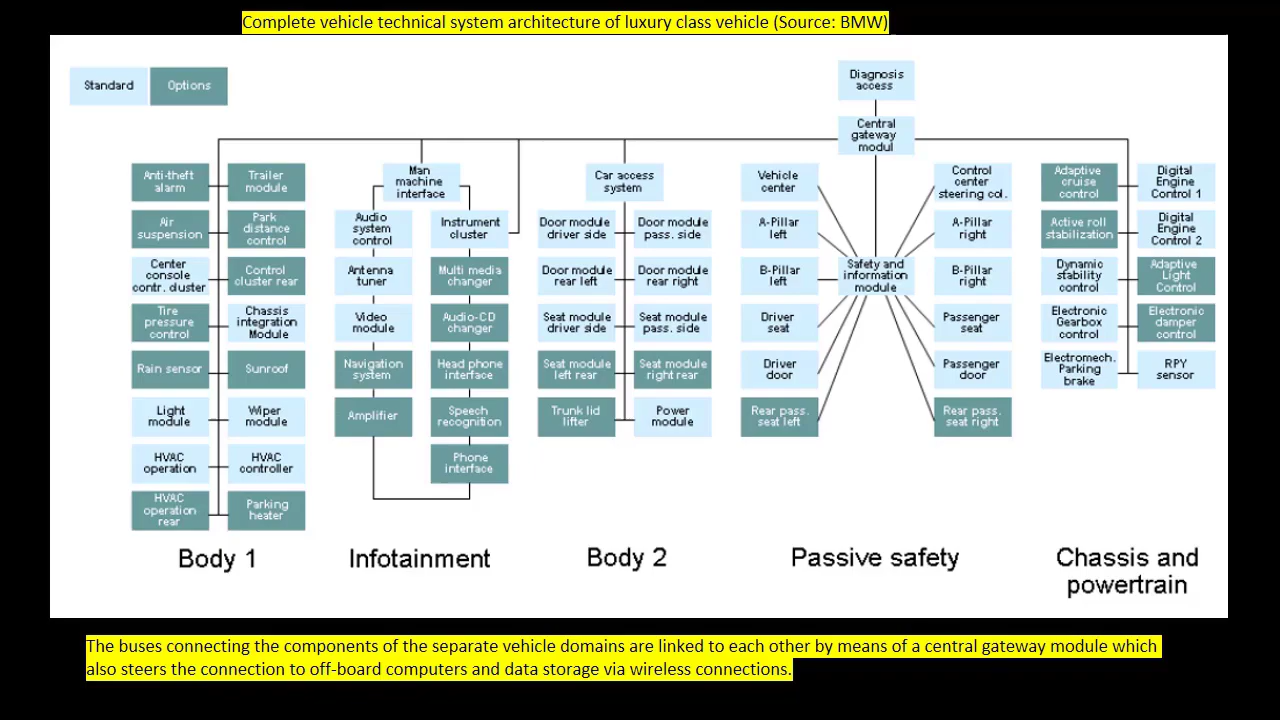 Complete vehicle technical system architecture of luxury class vehicle (Source: BMW)
Standard
Options
Diagnosis
access
Central
gateway
modul
Anti-theft
alarm
Trailer
module
Air
suspension
Park
distance
control
Center
console
contr. cluster
Control
cluster rear
Tire
pressure
control
Chassis
integration
Module
Rain sensor
Sunroof
Light
module
Wiper
module
HVAC
operation
HVAC
controller
HVAC
operation
rear
Parking
heater
Body 1
Man
machine
interface
Audio
system
control
Instrument
cluster
Antenna
tuner
Multi media
changer
Video
module
Audio-CD
changer
Navigation
system
Head phone
interface
Amplifier
Speech
recognition
Phone
interface
Infotainment
Car access
system
Door module
driver side
Door module
pass. side
Door module
rear left
Door module
rear right
Seat module
driver side
Seat module
pass. side
Seat module
left rear
Seat module
right rear
Trunk lid
lifter
Power
module
Body 2
Vehicle
center
Control
center
steering col.
A-Pillar
left
A-Pillar
right
B-Pillar
left
Safety and
information
module
B-Pillar
right
Driver
seat
Passenger
seat
Driver
door
Passenger
door
Rear pass.
seat left
Rear pass.
seat right
Passive safety
Adaptive
cruise
control
Digital
Engine
Control 1
Active roll
stabilization
Digital
Engine
Control 2
Dynamic
stability
control
Adaptive
Light
Control
Electronic
Gearbox
control
Electronic
damper
control
Electromech.
Parking
brake
RPY
sensor
Chassis and
powertrain
The buses connecting the components of the separate vehicle domains are linked to each other by means of a central gateway module which
also steers the connection to off-board computers and data storage via wireless connections.